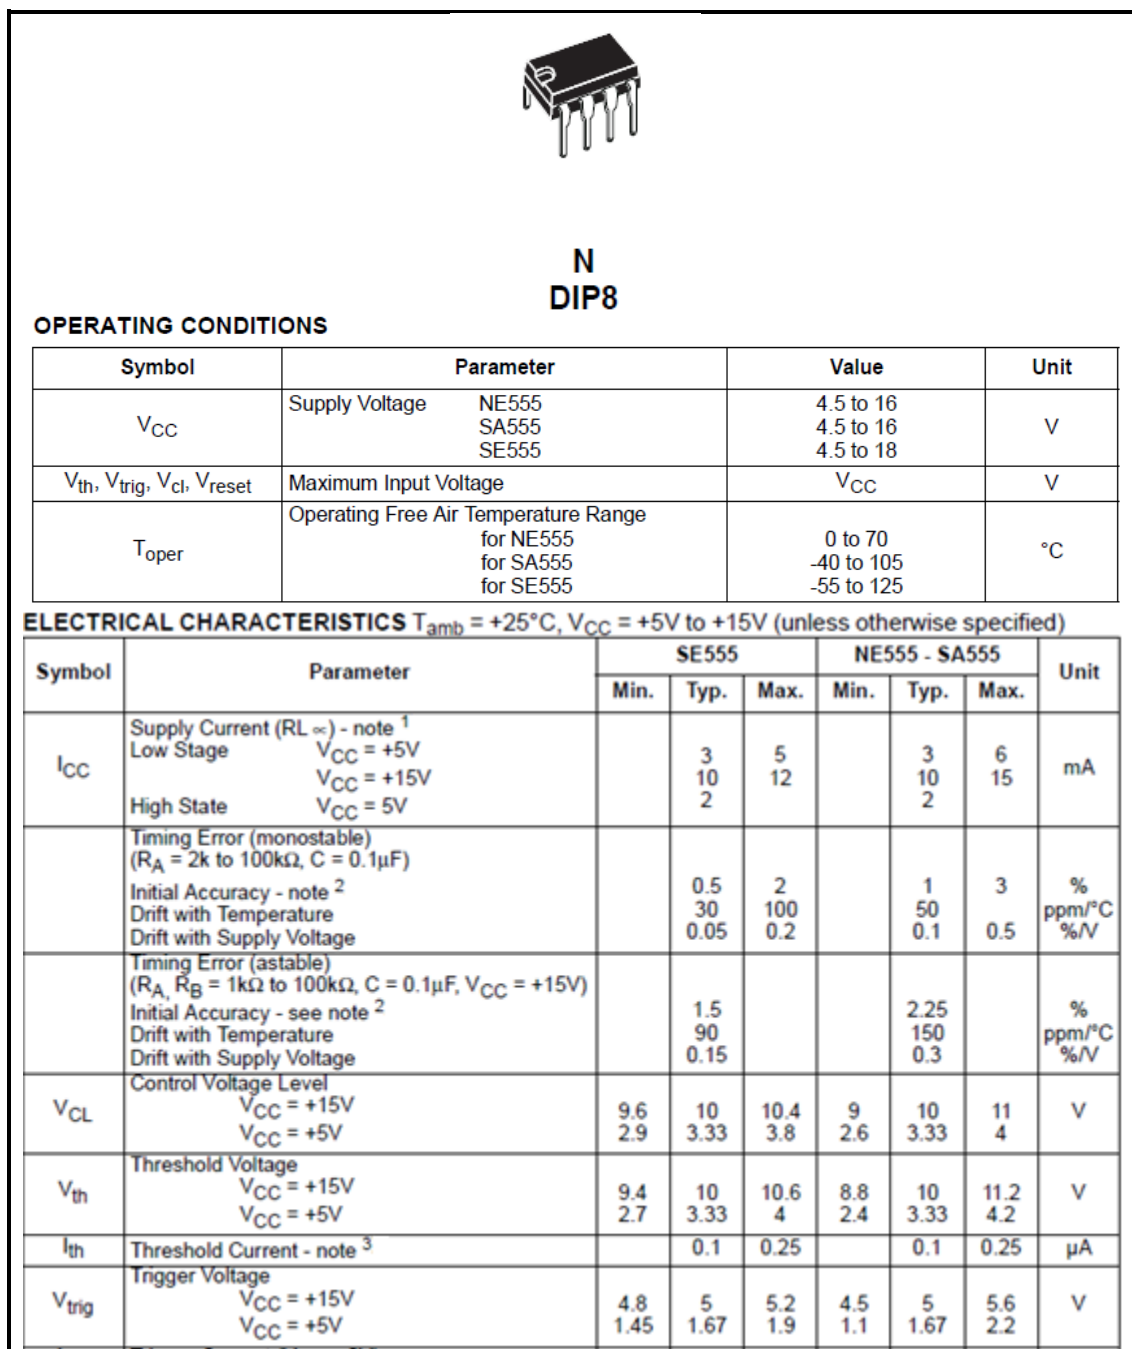 N
DIP8
OPERATING CONDITIONS
Symbol Parameter Value Unit
VCC Supply Voltage NE555 4.5 to 16 V
SA555 4.5 to 16
SE555 4.5 to 18
Vth, Vtrig, Vcl, Vreset Maximum Input Voltage VCC V
Toper Operating Free Air Temperature Range °C
for NE555 0 to 70
for SA555 -40 to 105
for SE555 -55 to 125
ELECTRICAL CHARACTERISTICS Tamb = +25°C, VCC = +5V to +15V (unless otherwise specified)
Symbol Parameter SE555 NE555 - SA555 Unit
Min. Typ. Max. Min. Typ. Max.
ICC Supply Current (RL ∝) - note 1 mA
Low Stage VCC = +5V 3 5 3 6
VCC = +15V 10 12 10 15
High State VCC = 5V 2 2
Timing Error (monostable)
(RA = 2k to 100kΩ, C = 0.1µF)
Initial Accuracy - note 2 0.5 2 1 3 %
Drift with Temperature 30 100 50 ppm/°C
Drift with Supply Voltage 0.05 0.2 0.1 0.5 %/V
Timing Error (astable)
(RA, RB = 1kΩ to 100kΩ, C = 0.1µF, VCC = +15V)
Initial Accuracy - see note 2 1.5 2.25 %
Drift with Temperature 90 150 ppm/°C
Drift with Supply Voltage 0.15 0.3 %/V
VCL Control Voltage Level V
VCC = +15V 9.6 10 10.4 9 10 11
VCC = +5V 2.9 3.33 3.8 2.6 3.33 4
Vth Threshold Voltage V
VCC = +15V 9.4 10 10.6 8.8 10 11.2
VCC = +5V 2.7 3.33 4 2.4 3.33 4.2
Ith Threshold Current - note 3 0.1 0.25 0.1 0.25 µA
Vtrig Trigger Voltage V
VCC = +15V 4.8 5 5.2 4.5 5 5.6
VCC = +5V 1.45 1.67 1.9 1.1 1.67 2.2